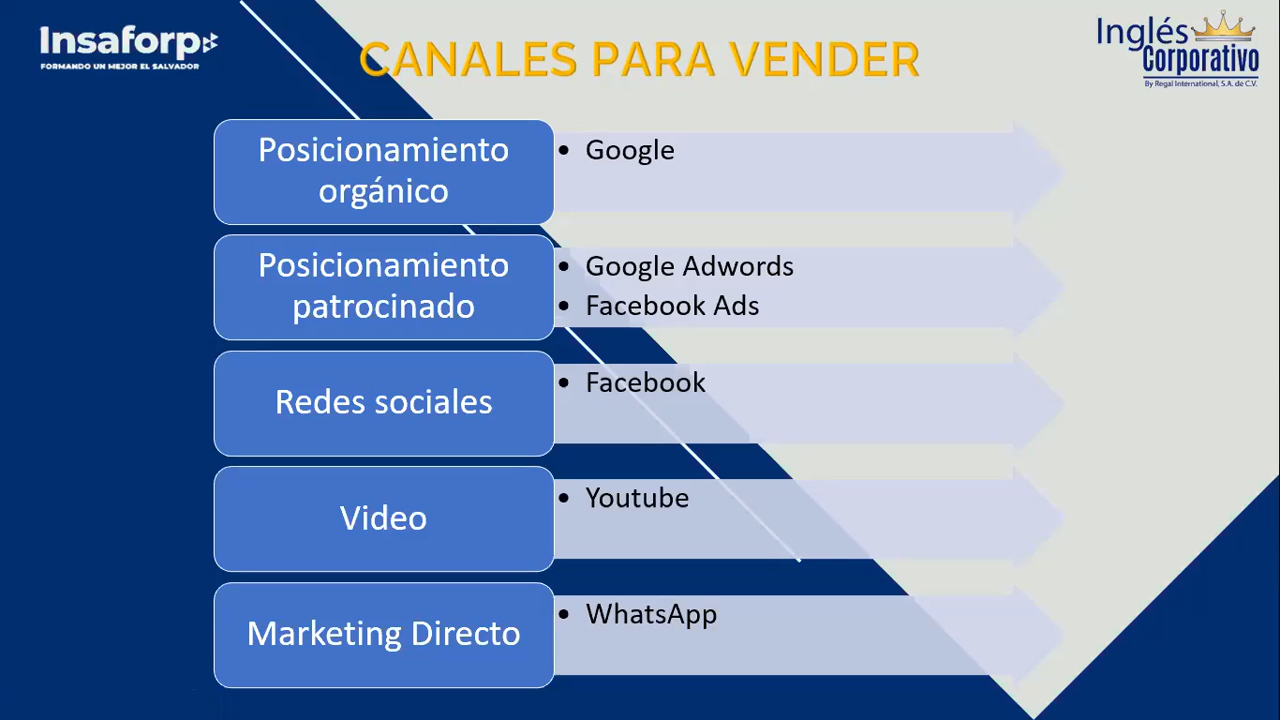 Insaforp
FORMANDO UN MEJOR EL SALVADOR
CANALES PARA VENDER
Inglés
Corporativo
By Regal International, S.A. de C.V.
Posicionamiento
orgánico
• Google
Posicionamiento
patrocinado
• Google Adwords
• Facebook Ads
Redes sociales
• Facebook
Video
• Youtube
Marketing Directo
• WhatsApp